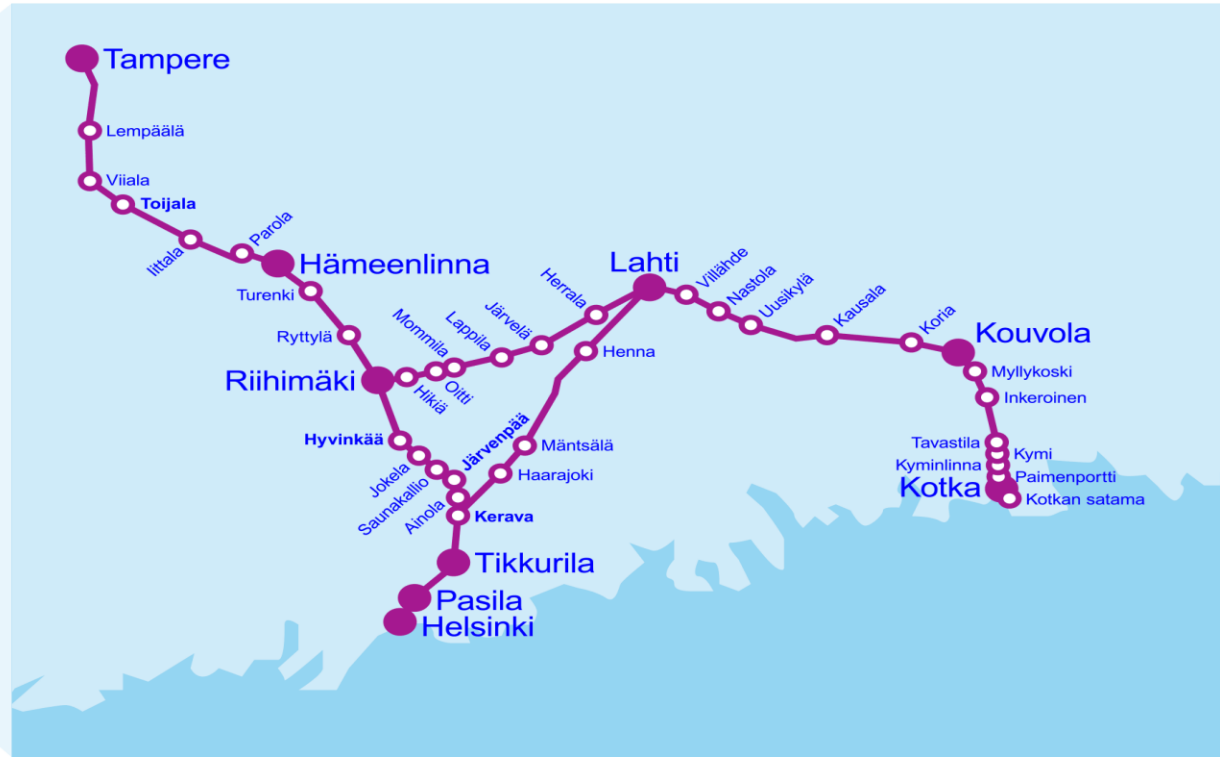 Tampere
Lempäälä
Viiala
Toijala
Iittala
Parola
Hämeenlinna
Turenki
Ryttylä
Riihimäki
Hikiä
Mommila
Oitti
Lappila
Järvelä
Herrala
Lahti
Villähde
Nastola
Uusikylä
Kausala
Koria
Kouvola
Myllykoski
Inkeroinen
Tavastila
Kymi
Kyminlinna
Paimenportti
Kotka
Kotkan satama
Henna
Mäntsälä
Haarajoki
Hyvinkää
Jokela
Saunakallio
Järvenpää
Ainola
Kerava
Tikkurila
Pasila
Helsinki